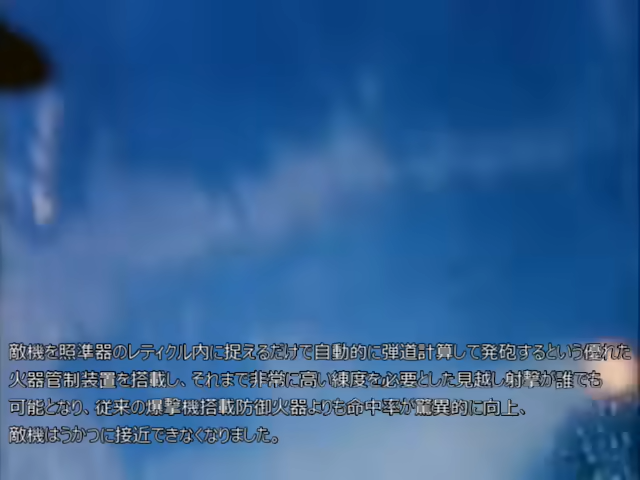 敵機を照準器のレティクル内に捉えるだけで自動的に弾道計算して発砲するという優れた
火器管制装置を搭載し、それまで非常に高い練度を必要とした見越し射撃が誰でも
可能となり、従来の爆撃機搭載防御火器よりも命中率が驚異的に向上、
敵機はうかつに接近できなくなりました。